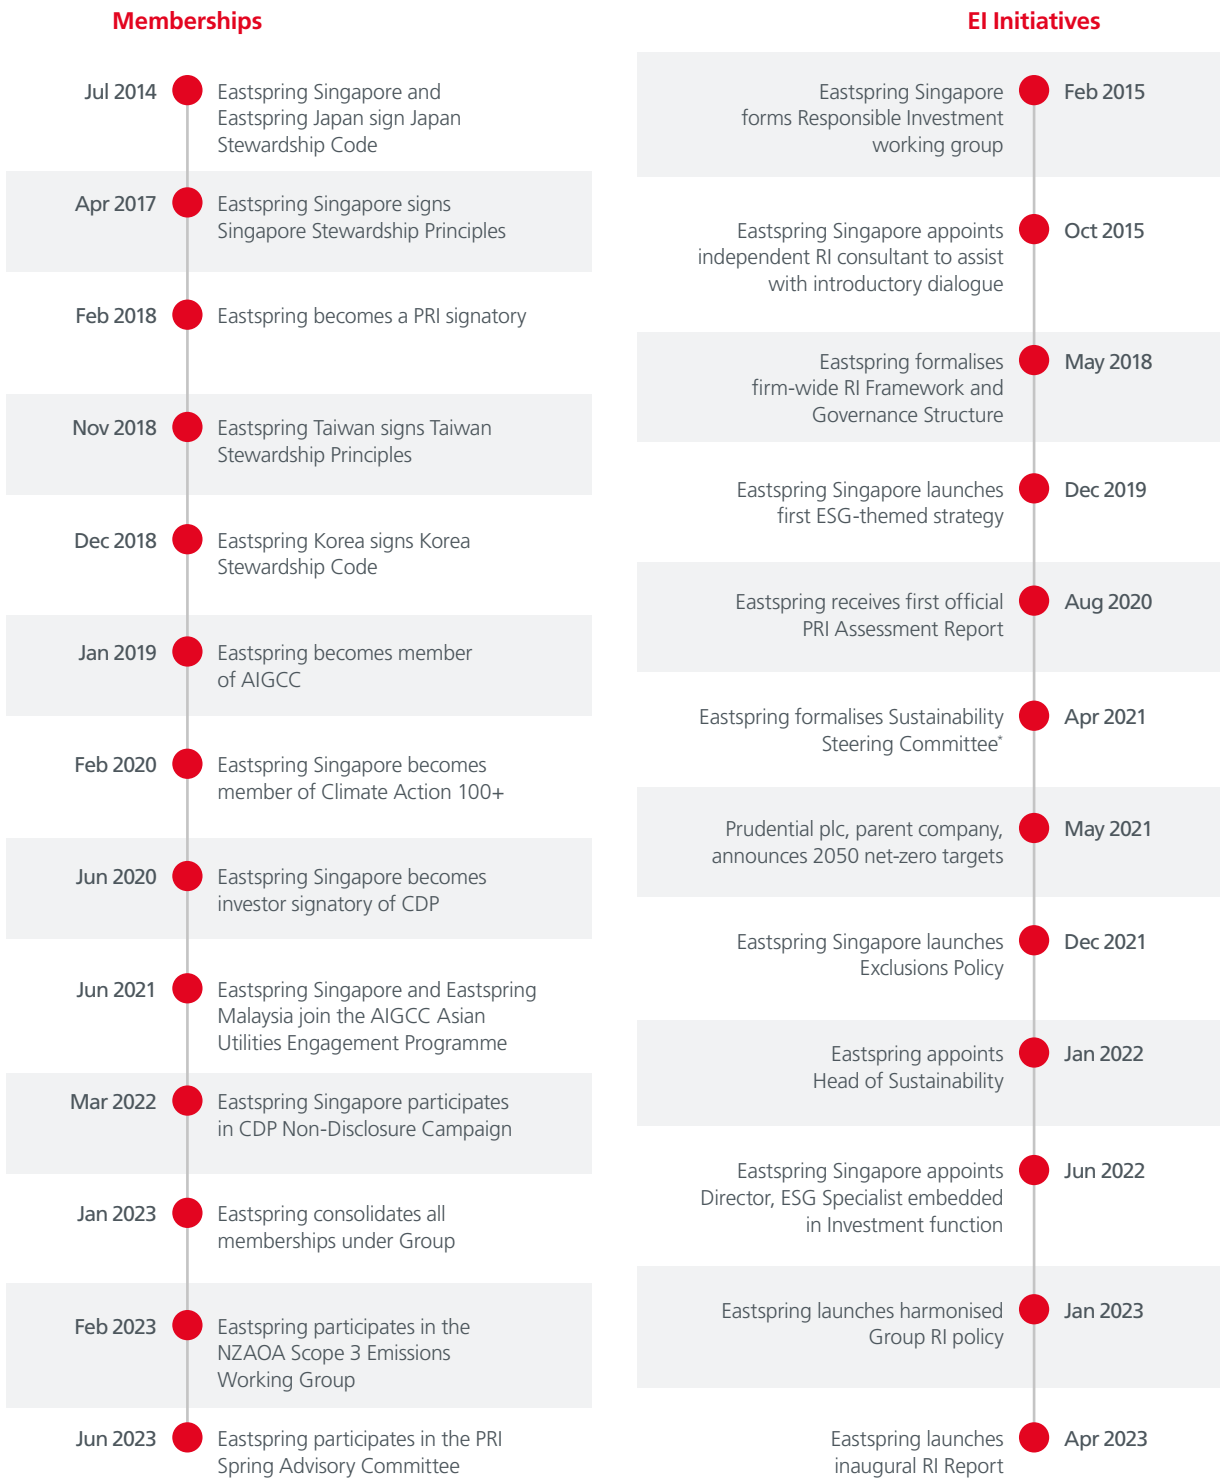 Memberships
Jul 2014
Eastspring Singapore and
Eastspring Japan sign Japan
Stewardship Code
Apr 2017
Eastspring Singapore signs
Singapore Stewardship Principles
Feb 2018
Eastspring becomes a PRI signatory
Nov 2018
Eastspring Taiwan signs Taiwan
Stewardship Principles
Dec 2018
Eastspring Korea signs Korea
Stewardship Code
Jan 2019
Eastspring becomes member
of AIGCC
Feb 2020
Eastspring Singapore becomes
member of Climate Action 100+
Jun 2020
Eastspring Singapore becomes
investor signatory of CDP
Jun 2021
Eastspring Singapore and Eastspring
Malaysia join the AIGCC Asian
Utilities Engagement Programme
Mar 2022
Eastspring Singapore participates
in CDP Non-Disclosure Campaign
Jan 2023
Eastspring consolidates all
memberships under Group
Feb 2023
Eastspring participates in the
NZAOA Scope 3 Emissions
Working Group
Jun 2023
Eastspring participates in the PRI
Spring Advisory Committee
EI Initiatives
Eastspring Singapore
forms Responsible Investment
working group
Feb 2015
Eastspring Singapore appoints
independent RI consultant to assist
with introductory dialogue
Oct 2015
Eastspring formalises
firm-wide RI Framework and
Governance Structure
May 2018
Eastspring Singapore launches
first ESG-themed strategy
Dec 2019
Eastspring receives first official
PRI Assessment Report
Aug 2020
Eastspring formalises Sustainability
Steering Committee*
Apr 2021
Prudential plc, parent company,
announces 2050 net-zero targets
May 2021
Eastspring Singapore launches
Exclusions Policy
Dec 2021
Eastspring appoints
Head of Sustainability
Jan 2022
Eastspring Singapore appoints
Director, ESG Specialist embedded
in Investment function
Jun 2022
Eastspring launches harmonised
Group RI policy
Jan 2023
Eastspring launches
inaugural RI Report
Apr 2023